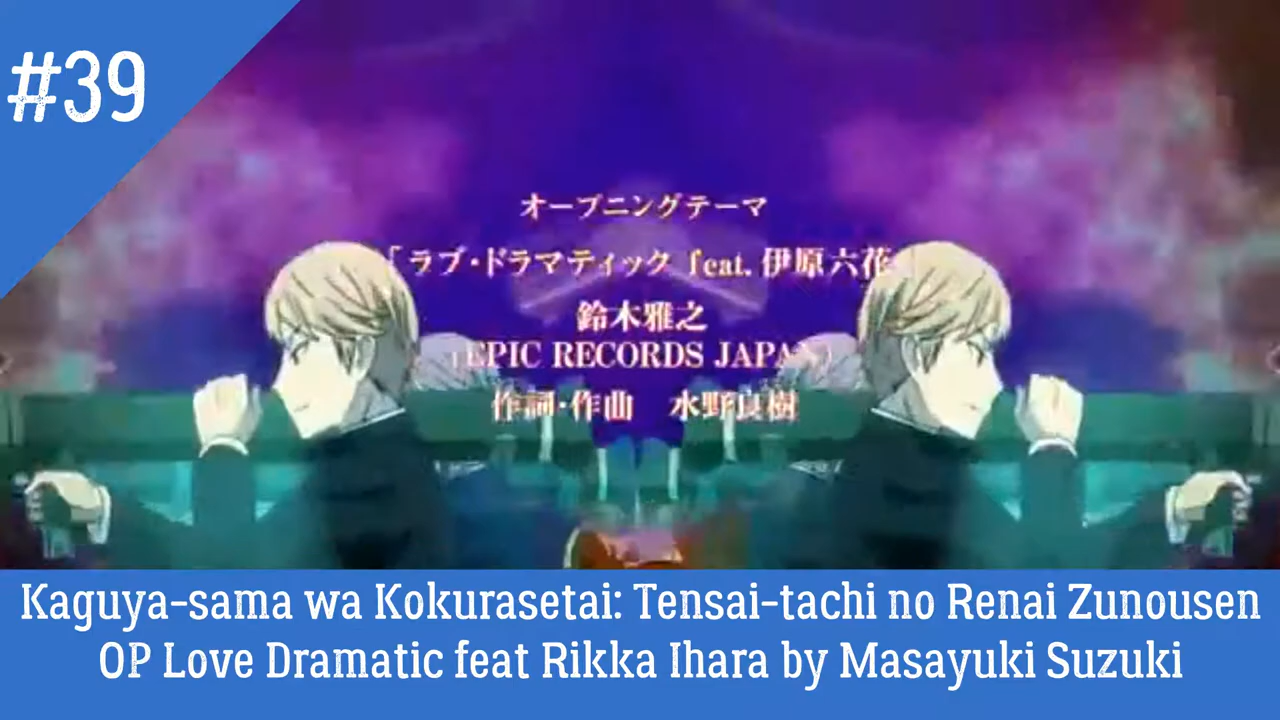 #39
オープニングテーマ
「ラブ・ドラマティック feat. 伊原六花」
鈴木雅之
(EPIC RECORDS JAPAN)
作詞・作曲 水野良樹
Kaguya-sama wa Kokurasetai: Tensai-tachi no Renai Zunousen
OP Love Dramatic feat Rikka Ihara by Masayuki Suzuki